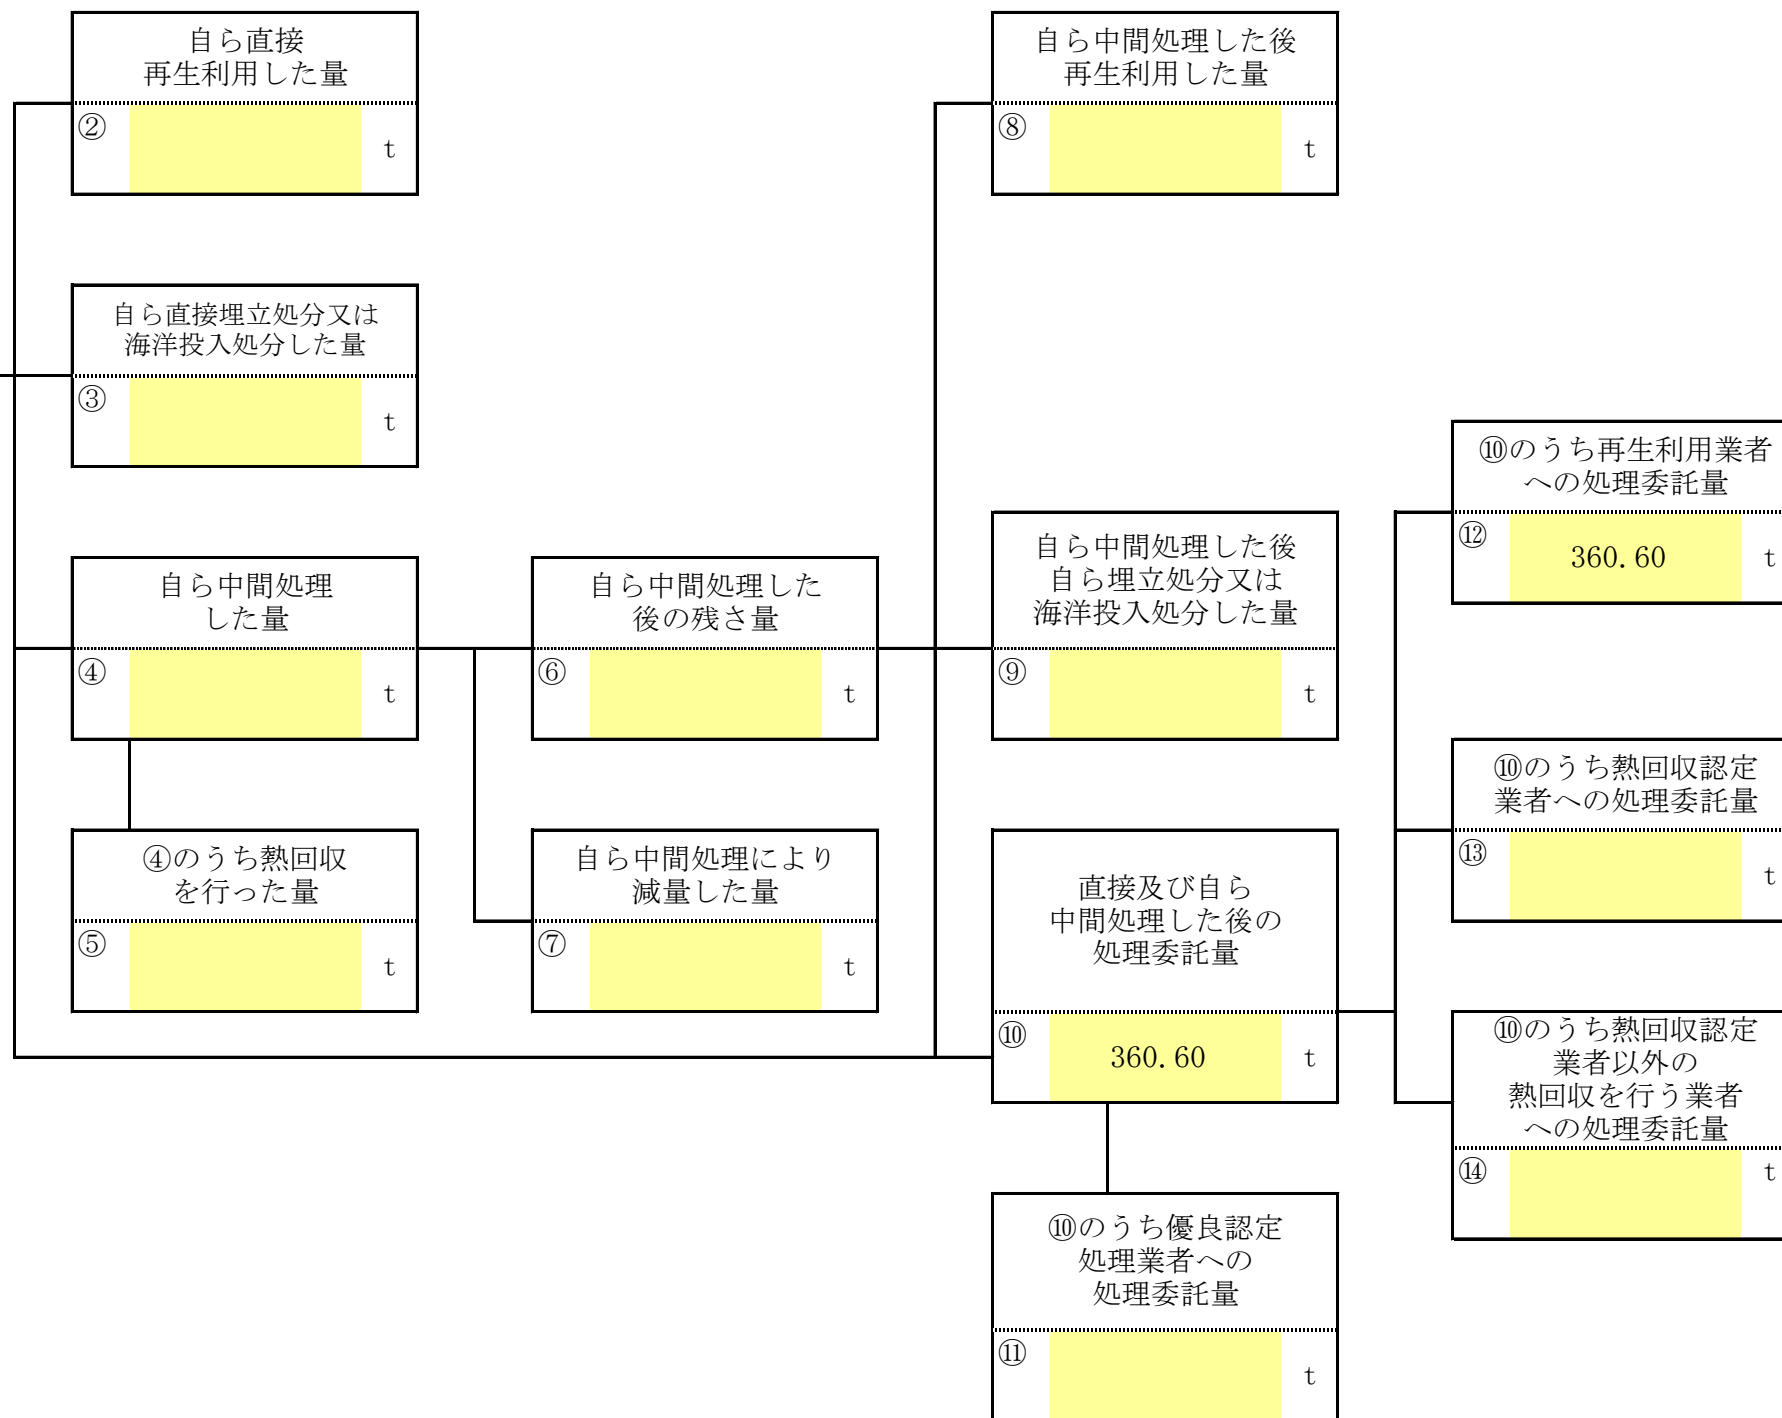 自ら直接
再生利用した量
②
t
自ら中間処理した後
再生利用した量
⑧
t
自ら直接埋立処分又は
海洋投入処分した量
③
t
⑩のうち再生利用業者
への処理委託量
⑫ 360.60 t
自ら中間処理
した量
④
t
自ら中間処理した
後の残さ量
⑥
t
自ら中間処理した後
自ら埋立処分又は
海洋投入処分した量
⑨
t
⑩のうち熱回収認定
業者への処理委託量
⑬
t
④のうち熱回収
を行った量
⑤
t
自ら中間処理により
減量した量
⑦
t
直接及び自ら
中間処理した後の
処理委託量
⑩ 360.60 t
⑩のうち熱回収認定
業者以外の
熱回収を行う業者
への処理委託量
⑭ t
⑩のうち優良認定
処理業者への
処理委託量
⑪
t